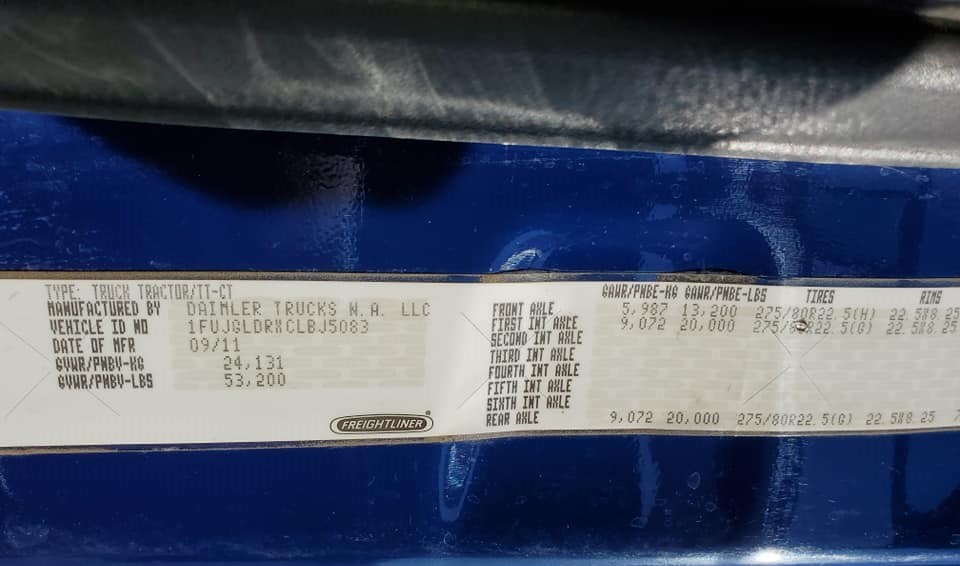 TYPE: TRUCK TRACTOR/TT-CT
MANUFACTURED BY DAIMLER TRUCKS N.A. LLC
VEHICLE ID NO 1FUJGLDRXCLBJ5083
DATE OF MFR 09/11
GVWR/PNBV-KG 24,131
GVWR/PNBV-LBS 53,200
FREIGHTLINER®
GAWR/PNBE-KG GAWR/PNBE-LBS TIRES RIMS
FRONT AXLE 5,987 13,200 275/80R22.5(H) 22.5X8.25
FIRST INT AXLE 9,072 20,000 275/80R22.5(G) 22.5X8.25
SECOND INT AXLE
THIRD INT AXLE
FOURTH INT AXLE
FIFTH INT AXLE
SIXTH INT AXLE
REAR AXLE 9,072 20,000 275/80R22.5(G) 22.5X8.25